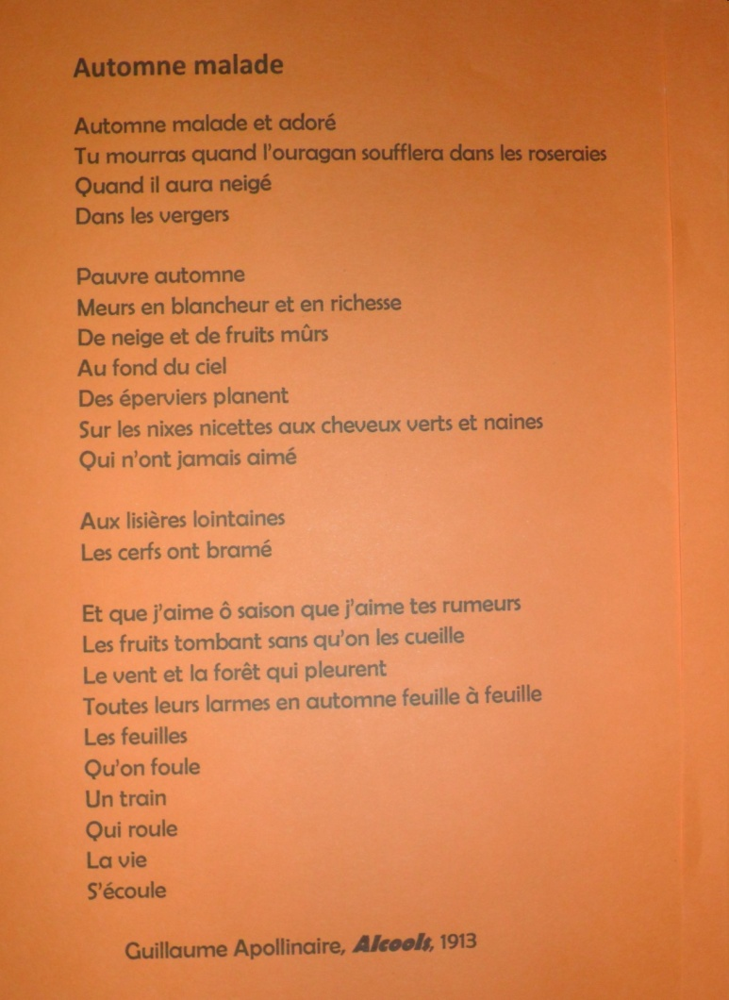 Automne malade
Automne malade et adoré
Tu mourras quand l'ouragan soufflera dans les roseraies
Quand il aura neigé
Dans les vergers
Pauvre automne
Meurs en blancheur et en richesse
De neige et de fruits mûrs
Au fond du ciel
Des éperviers planent
Sur les nixes nicettes aux cheveux verts et naines
Qui n'ont jamais aimé
Aux lisières lointaines
Les cerfs ont bramé
Et que j'aime ô saison que j'aime tes rumeurs
Les fruits tombant sans qu'on les cueille
Le vent et la forêt qui pleurent
Toutes leurs larmes en automne feuille à feuille
Les feuilles
Qu'on foule
Un train
Qui roule
La vie
S'écoule
Guillaume Apollinaire, Alcools, 1913